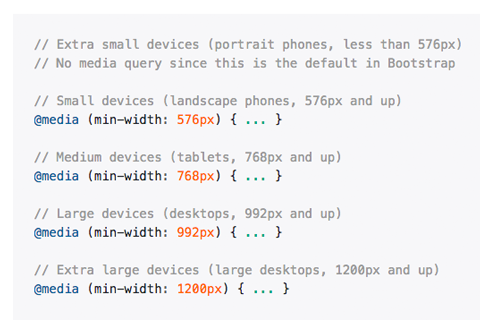 // Extra small devices (portrait phones, less than 576px)
// No media query since this is the default in Bootstrap
// Small devices (landscape phones, 576px and up)
@media (min-width: 576px) { ... }
// Medium devices (tablets, 768px and up)
@media (min-width: 768px) { ... }
// Large devices (desktops, 992px and up)
@media (min-width: 992px) { ... }
// Extra large devices (large desktops, 1200px and up)
@media (min-width: 1200px) { ... }